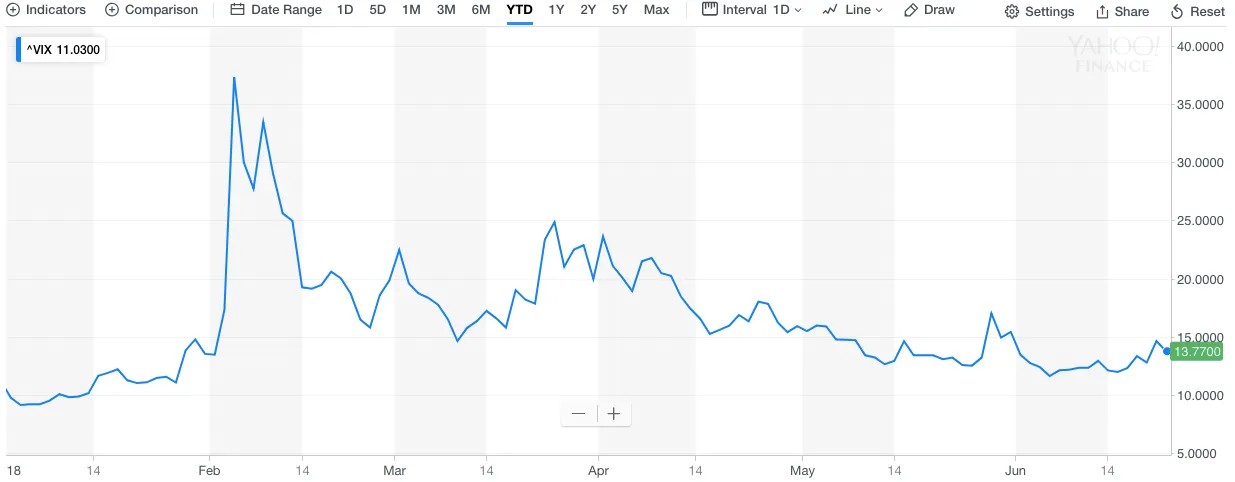 Indicators Comparison Date Range 1D 5D 1M 3M 6M YTD 1Y 2Y 5Y Max Interval 1D Line Draw Settings Share Reset
^VIX 11.0300
YAHOO!
FINANCE
40.0000
35.0000
30.0000
25.0000
20.0000
15.0000
13.7700
10.0000
5.0000
18 14 Feb 14 Mar 14 Apr 14 May 14 Jun 14